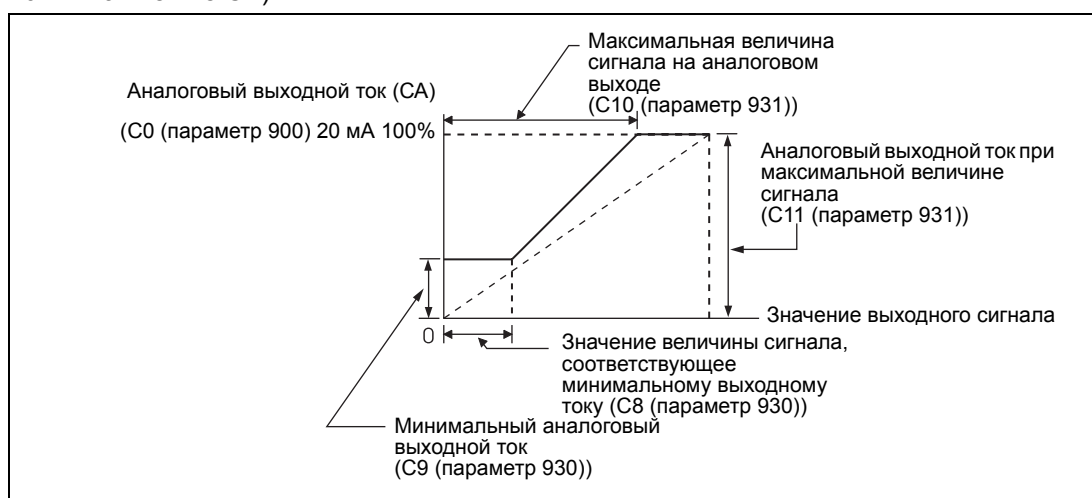 Максимальная величина
сигнала на аналоговом
выходе
(C10 (параметр 931))
Аналоговый выходной ток (CA)
(C0 (параметр 900) 20 мА 100%
Аналоговый выходной ток при
максимальной величине
сигнала
(C11 (параметр 931))
Значение выходного сигнала
0
Значение величины сигнала,
соответствующее
минимальному выходному
току (C8 (параметр 930))
Минимальный аналоговый
выходной ток
(C9 (параметр 930))